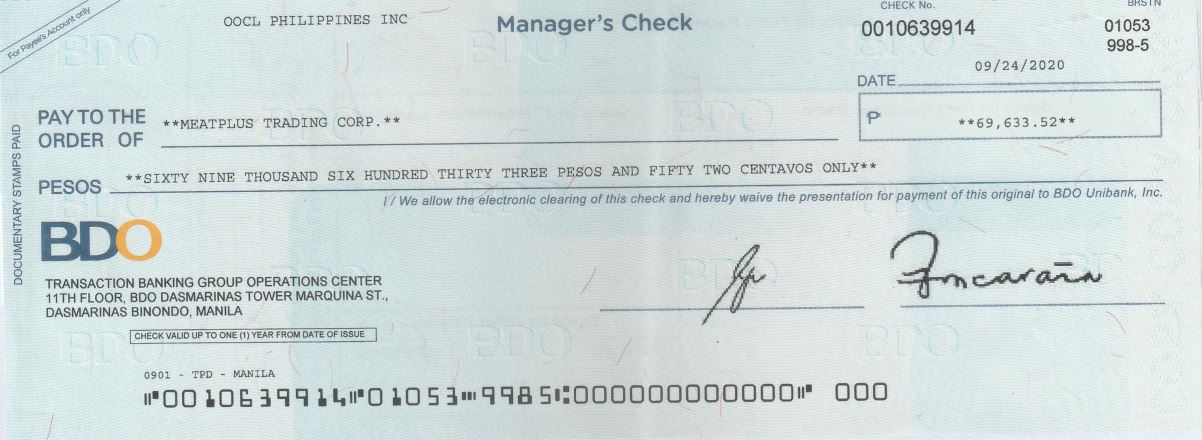 For Payee's Account only
OOCL PHILIPPINES INC
Manager's Check
CHECK No.
0010639914
BRSTN
01053
998-5
DATE 09/24/2020
PAY TO THE
ORDER OF **MEATPLUS TRADING CORP.**
₱ **69,633.52**
PESOS **SIXTY NINE THOUSAND SIX HUNDRED THIRTY THREE PESOS AND FIFTY TWO CENTAVOS ONLY**
I / We allow the electronic clearing of this check and hereby waive the presentation for payment of this original to BDO Unibank, Inc.
DOCUMENTARY STAMPS PAID
BDO
TRANSACTION BANKING GROUP OPERATIONS CENTER
11TH FLOOR, BDO DASMARINAS TOWER MARQUINA ST.,
DASMARINAS BINONDO, MANILA
CHECK VALID UP TO ONE (1) YEAR FROM DATE OF ISSUE
0901 - TPD - MANILA
⑈0010639914⑈01053⑉9985⑆000000000000⑈ 000